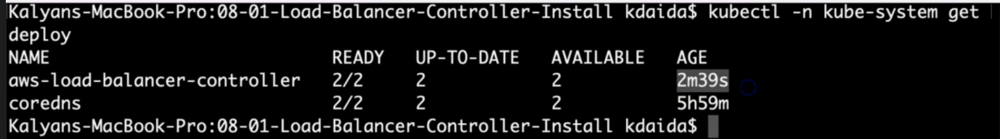 Kalyans-MacBook-Pro:08-01-Load-Balancer-Controller-Install kdaida$ kubectl -n kube-system get
deploy
NAME READY UP-TO-DATE AVAILABLE AGE
aws-load-balancer-controller 2/2 2 2 2m39s
coredns 2/2 2 2 5h59m
Kalyans-MacBook-Pro:08-01-Load-Balancer-Controller-Install kdaida$